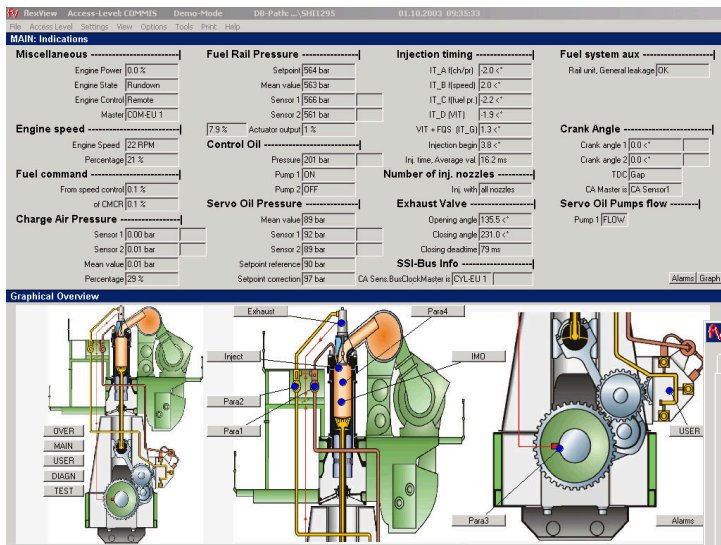 flexView Access-Level: COMMIS Demo-Mode DB-Path: ...\SHI1295 01.10.2003 09:35:33
File Access Level Settings View Options Tools Print Help
MAIN: Indications
Miscellaneous
Engine Power 0.0 %
Engine State Rundown
Engine Control Remote
Master COM-EU 1
Engine speed
Engine Speed 22 RPM
Percentage 21 %
Fuel command
From speed control 0.1 %
of CMCR 0.1 %
Charge Air Pressure
Sensor 1 0.00 bar
Sensor 2 0.01 bar
Mean value 0.01 bar
Percentage 29 %
Fuel Rail Pressure
Setpoint 564 bar
Mean value 563 bar
Sensor 1 566 bar
Sensor 2 561 bar
7.9 % Actuator output 1 %
Control Oil
Pressure 201 bar
Pump 1 ON
Pump 2 OFF
Servo Oil Pressure
Mean value 89 bar
Sensor 1 92 bar
Sensor 2 89 bar
Setpoint reference 90 bar
Setpoint correction 97 bar
Injection timing
IT_A f(ch/pr) -2.0 <°
IT_B f(speed) 2.0 <°
IT_C f(fuel pr.) -2.2 <°
IT_D (VIT) -1.9 <°
VIT + FQS (IT_G) 1.3 <°
Injection begin 3.8 <°
Inj. time, Average val. 16.2 ms
Number of inj. nozzles
Inj. with all nozzles
Exhaust Valve
Opening angle 135.5 <°
Closing angle 231.0 <°
Closing deadtime 79 ms
SSI-Bus Info
CA Sens.BusClockMaster is CYL-EU 1
Fuel system aux
Rail unit, General leakage OK
Crank Angle
Crank angle 1 0.0 <°
Crank angle 2 0.0 <°
TDC Gap
CA Master is CA Sensor1
Servo Oil Pumps flow
Pump 1 FLOW
Alarms Graph
Graphical Overview
OVER
MAIN
USER
DIAGN
TEST
Exhaust
Para4
Inject
IMO
Para2
Para1
USER
Para3
Alarms